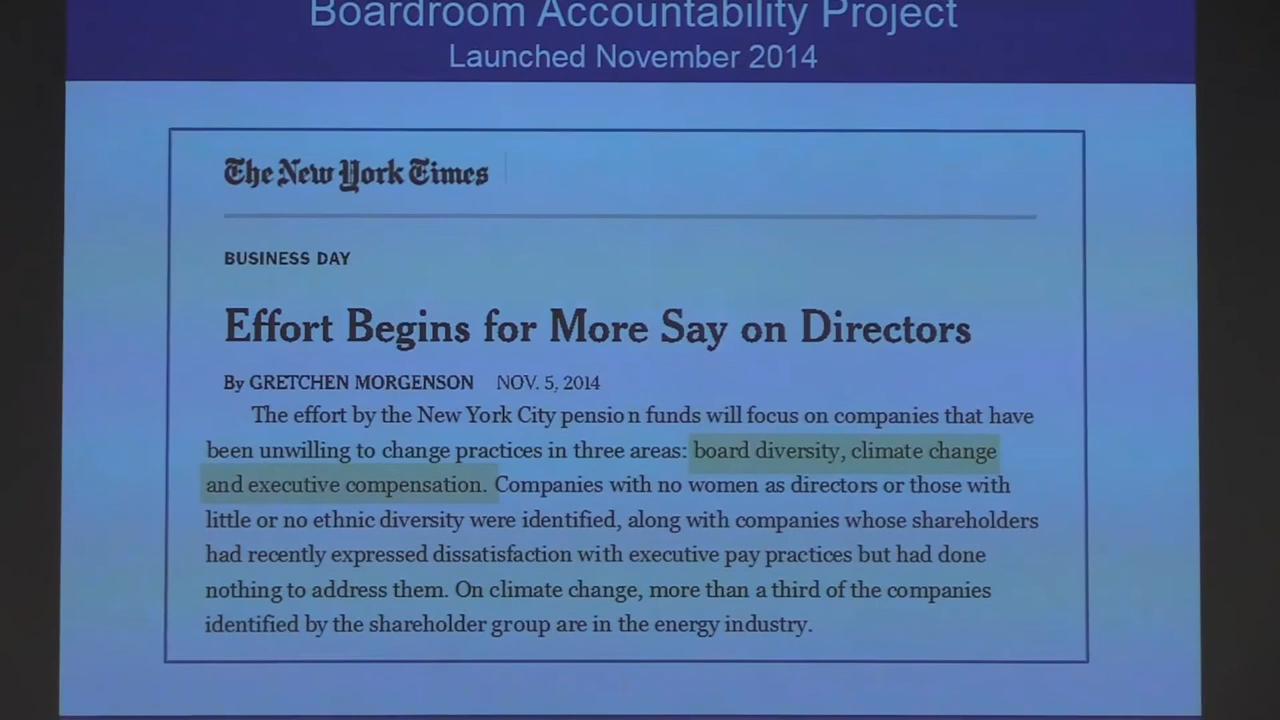 Boardroom Accountability Project
Launched November 2014
The New York Times
BUSINESS DAY
Effort Begins for More Say on Directors
By GRETCHEN MORGENSON NOV. 5, 2014
The effort by the New York City pension funds will focus on companies that have
been unwilling to change practices in three areas: board diversity, climate change
and executive compensation. Companies with no women as directors or those with
little or no ethnic diversity were identified, along with companies whose shareholders
had recently expressed dissatisfaction with executive pay practices but had done
nothing to address them. On climate change, more than a third of the companies
identified by the shareholder group are in the energy industry.